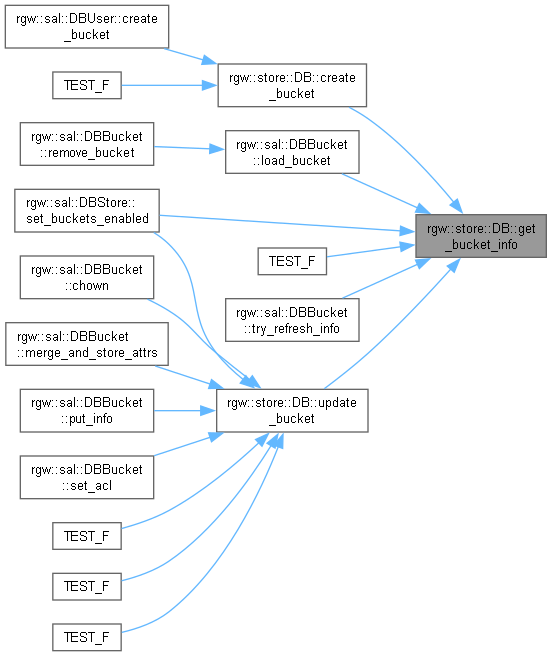 rgw::sal::DBUser::create
_bucket
TEST_F
rgw::store::DB::create
_bucket
rgw::sal::DBBucket
::remove_bucket
rgw::sal::DBBucket
::load_bucket
rgw::sal::DBStore::
set_buckets_enabled
rgw::store::DB::get
_bucket_info
TEST_F
rgw::sal::DBBucket
::chown
rgw::sal::DBBucket
::try_refresh_info
rgw::sal::DBBucket
::merge_and_store_attrs
rgw::sal::DBBucket
::put_info
rgw::store::DB::update
_bucket
rgw::sal::DBBucket
::set_acl
TEST_F
TEST_F
TEST_F